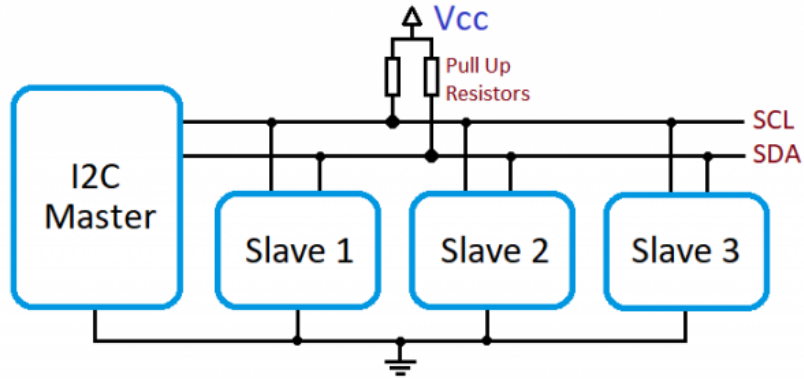 Vcc
Pull Up
Resistors
SCL
SDA
I2C
Master
Slave 1
Slave 2
Slave 3